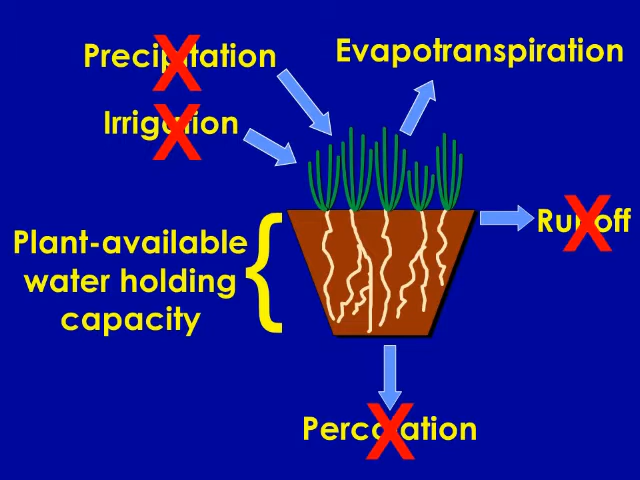 Precipitation
Evapotranspiration
Irrigation
Plant-available
water holding
capacity
Runoff
Percolation